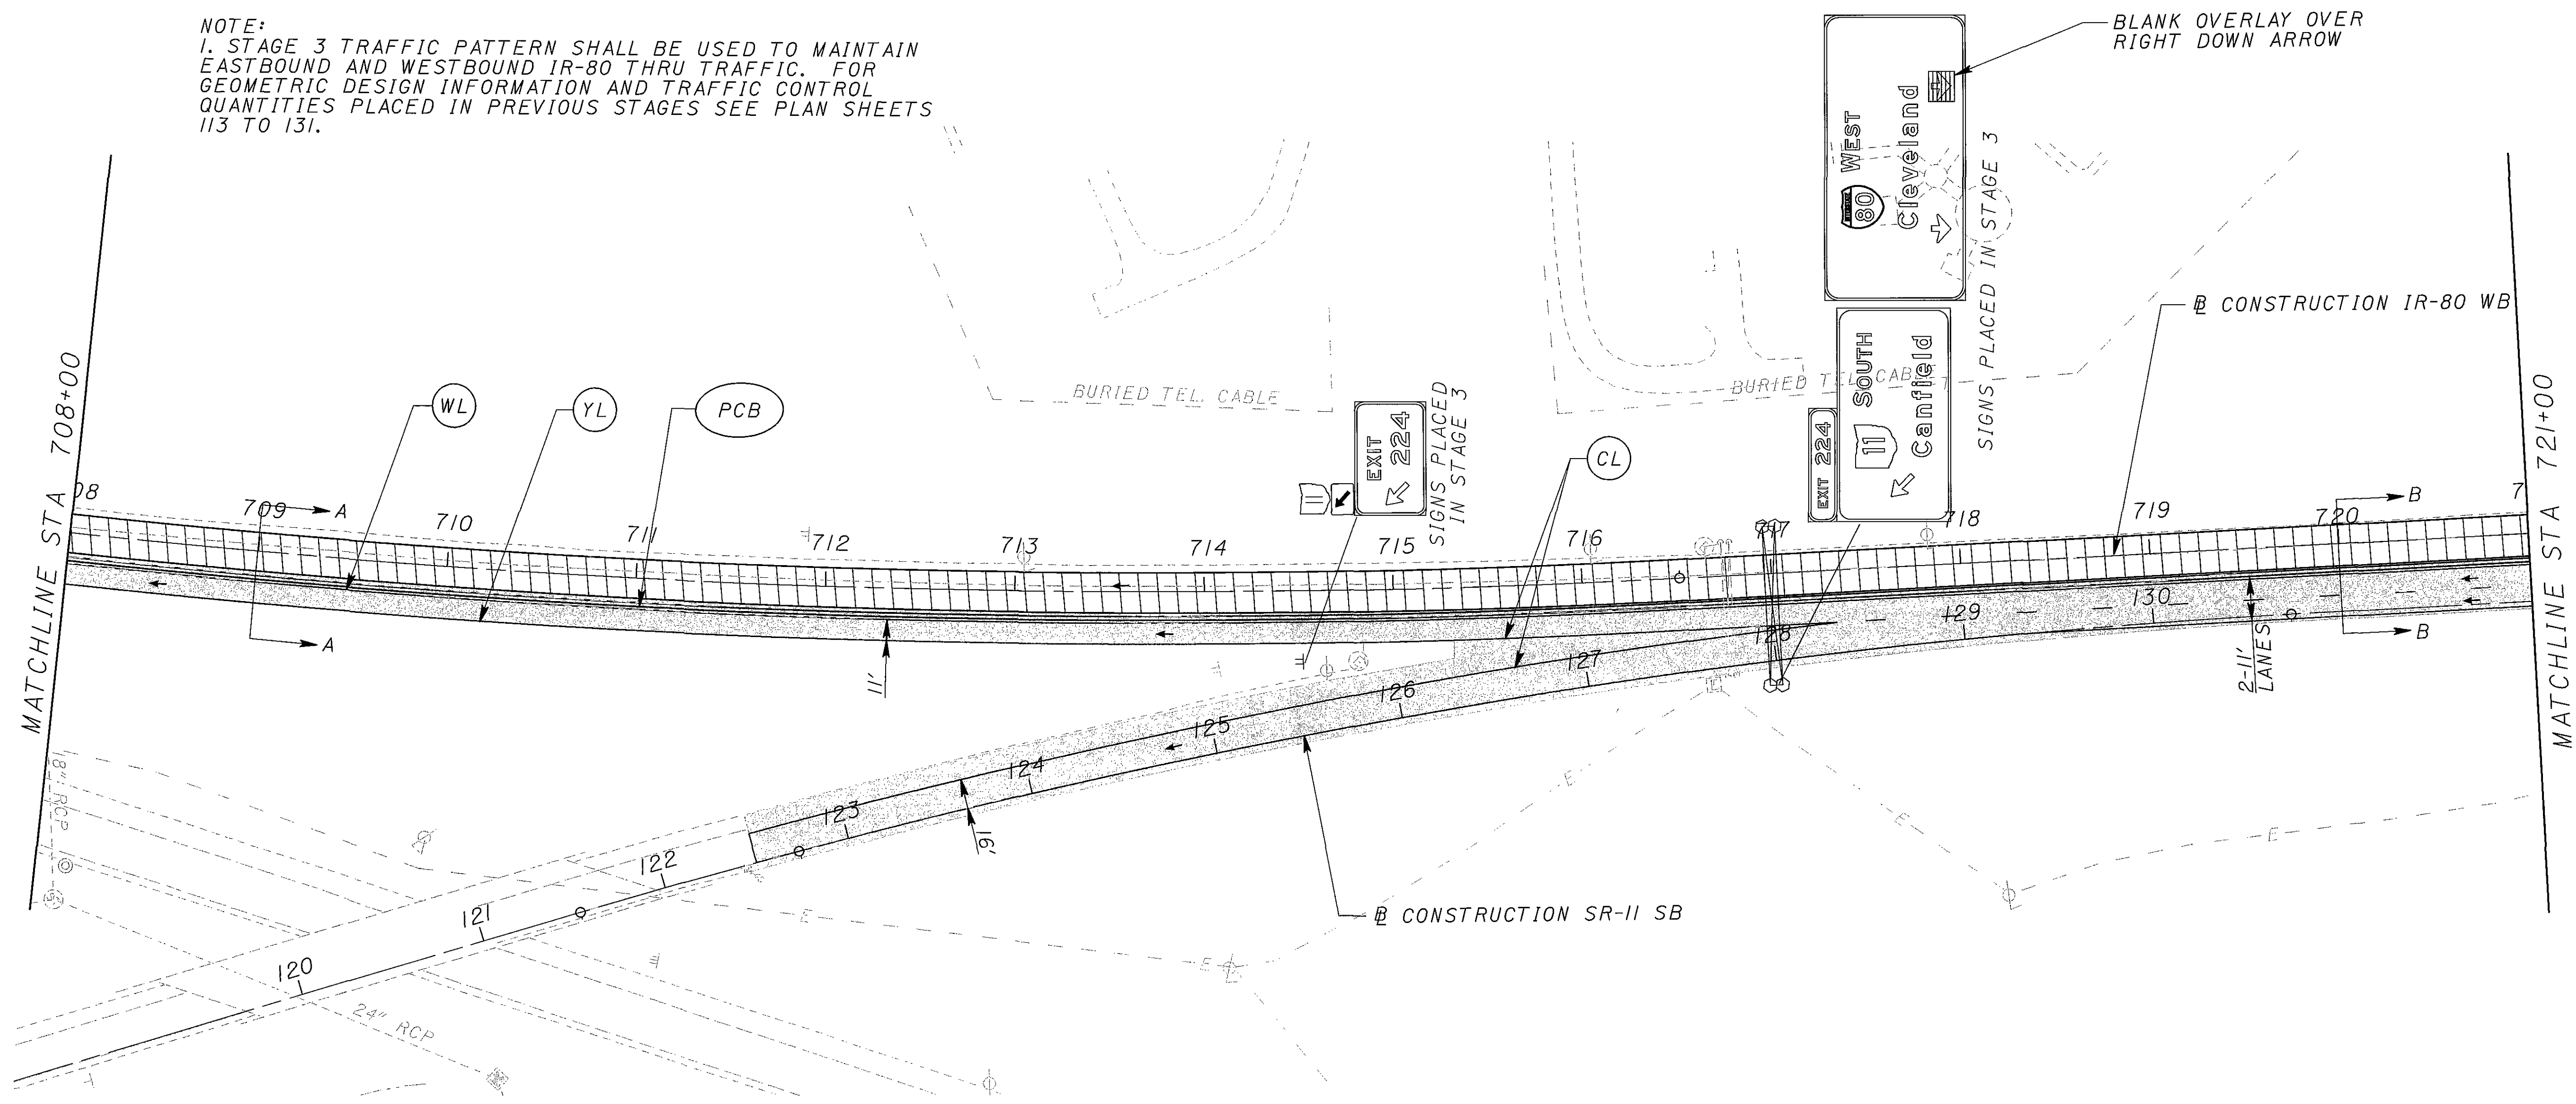 NOTE:
1. STAGE 3 TRAFFIC PATTERN SHALL BE USED TO MAINTAIN
EASTBOUND AND WESTBOUND IR-80 THRU TRAFFIC. FOR
GEOMETRIC DESIGN INFORMATION AND TRAFFIC CONTROL
QUANTITIES PLACED IN PREVIOUS STAGES SEE PLAN SHEETS
113 TO 131.
BLANK OVERLAY OVER
RIGHT DOWN ARROW
80 WEST
Cleveland
SIGNS PLACED IN STAGE 3
BL CONSTRUCTION IR-80 WB
EXIT 224
11 SOUTH
Canfield
BURIED TEL. CABLE
BURIED TEL. CABLE
MATCHLINE STA 708+00
MATCHLINE STA 721+00
WL
YL
PCB
11
EXIT
224
SIGNS PLACED
IN STAGE 3
CL
08
709
A
710
711
712
713
714
715
716
717
718
719
720
B
7
A
11'
128
129
130
B
2-11'
LANES
127
126
125
124
123
16'
122
121
120
8" RCP
24" RCP
E
E
E
E
E
BL CONSTRUCTION SR-11 SB